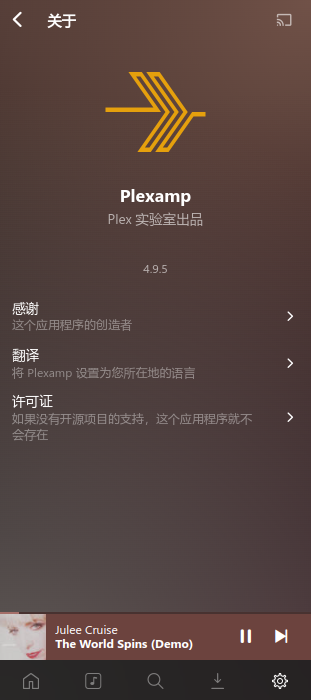 关于
Plexamp
Plex 实验室出品
4.9.5
感谢
这个应用程序的创造者
翻译
将 Plexamp 设置为您所在地的语言
许可证
如果没有开源项目的支持，这个应用程序就不
会存在
Julee Cruise
The World Spins (Demo)